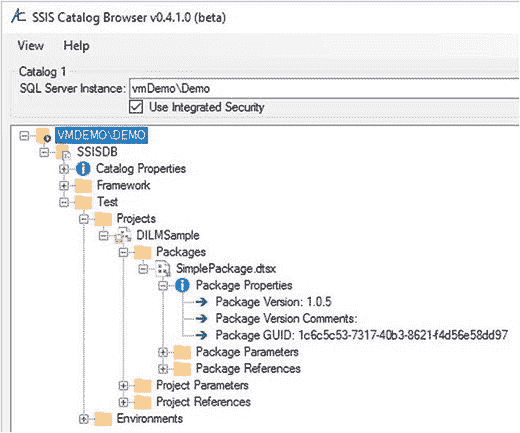 SSIS Catalog Browser v0.4.1.0 (beta)
View Help
Catalog 1
SQL Server Instance: vmDemo\Demo
Use Integrated Security
VMDEMO\DEMO
SSISDB
Catalog Properties
Framework
Test
Projects
DILMSample
Packages
SimplePackage.dtsx
Package Properties
Package Version: 1.0.5
Package Version Comments:
Package GUID: 1c6c5c53-7317-40b3-8621-f4d56e58dd97
Package Parameters
Package References
Project Parameters
Project References
Environments